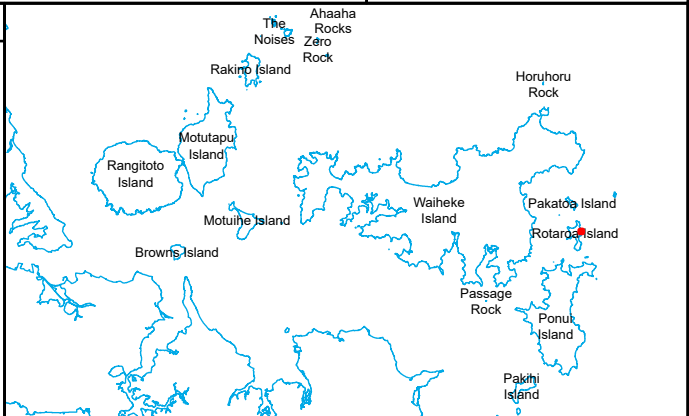 The
Noises
Ahaaha
Rocks
Zero
Rock
Rakino Island
Horuhoru
Rock
Motutapu
Island
Rangitoto
Island
Waiheke
Island
Pakatoa Island
Motuihe Island
Rotaroa Island
Browns Island
Passage
Rock
Ponui
Island
Pakihi
Island